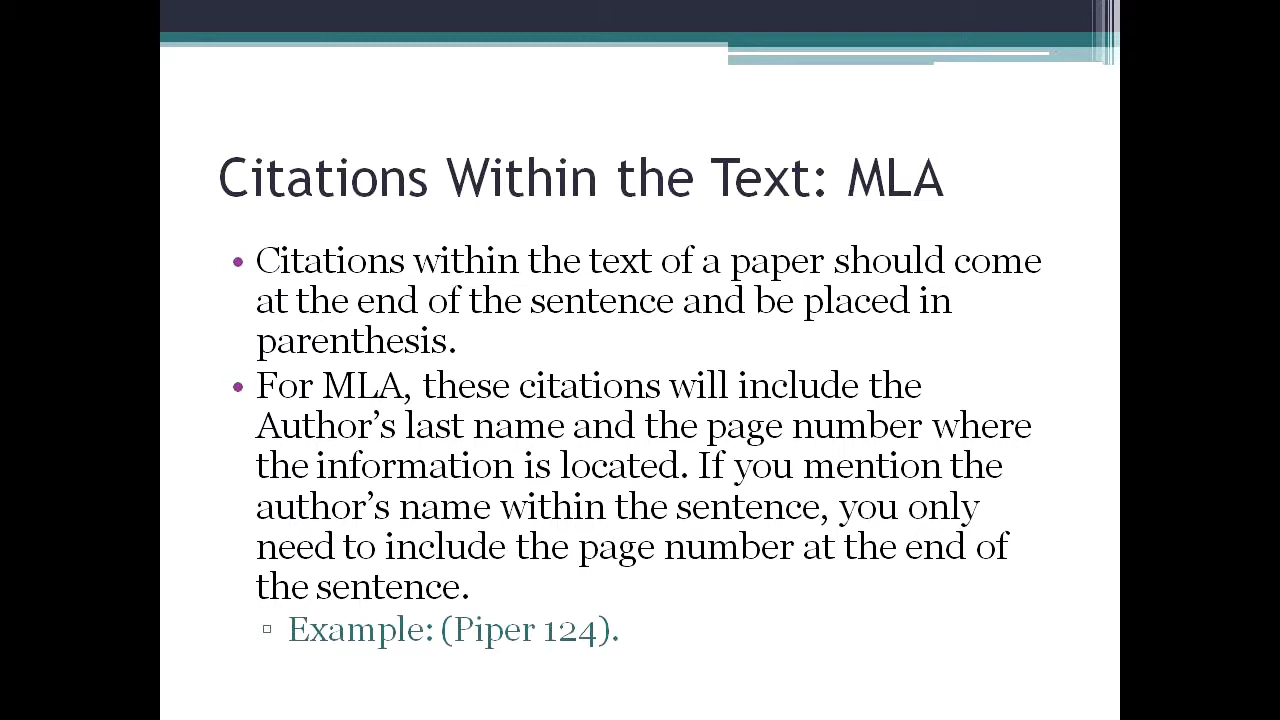 Citations Within the Text: MLA
• Citations within the text of a paper should come
at the end of the sentence and be placed in
parenthesis.
• For MLA, these citations will include the
Author’s last name and the page number where
the information is located. If you mention the
author’s name within the sentence, you only
need to include the page number at the end of
the sentence.
▫ Example: (Piper 124).